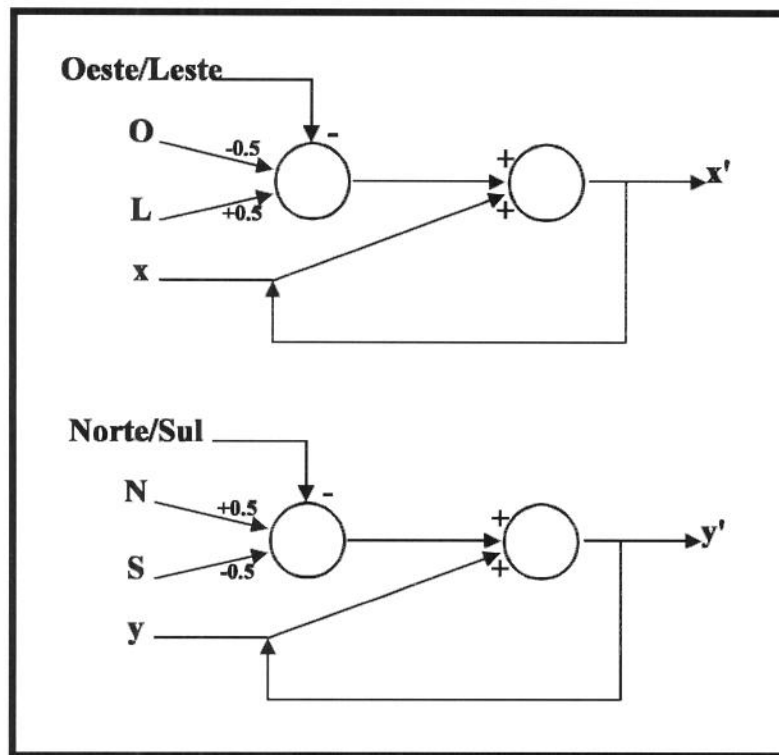 Oeste/Leste
-
O
-0.5
+
x'
L
+0.5
+
x
Norte/Sul
-
N
+0.5
+
y'
S
-0.5
+
y